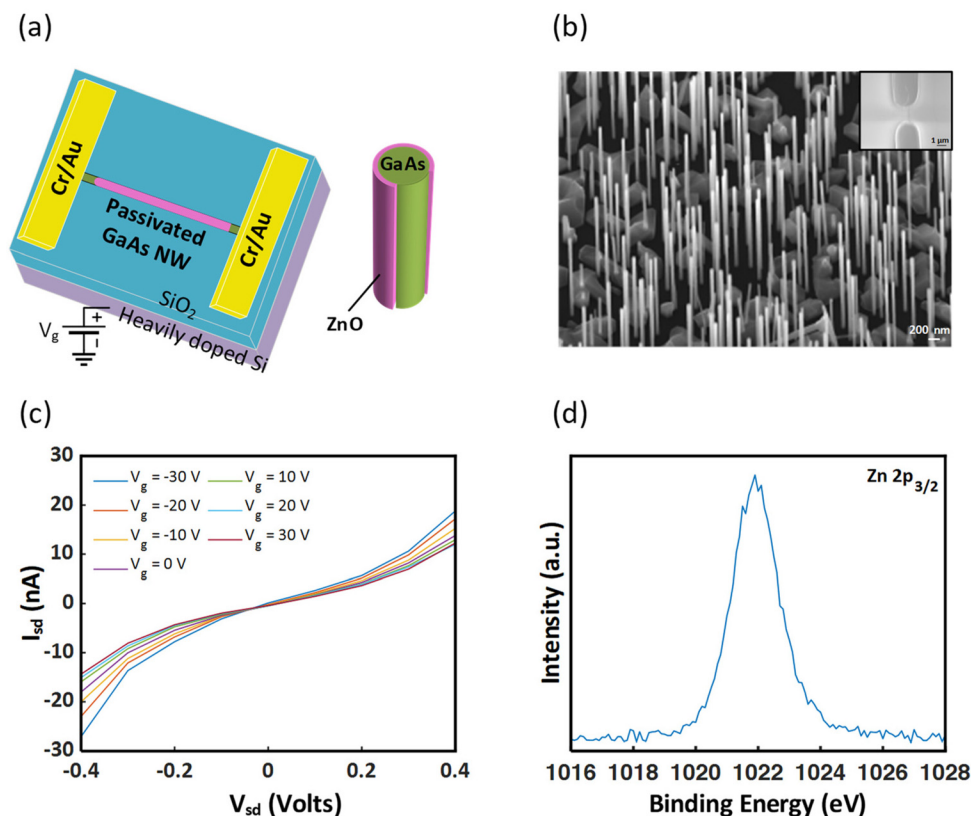 (a)
Cr/Au
Passivated
GaAs NW
Cr/Au
SiO2
Heavily doped Si
Vg
+
−
GaAs
ZnO
(b)
1 μm
200 nm
(c)
30
20
10
0
-10
-20
-30
Isd (nA)
Vg = -30 V
Vg = 10 V
Vg = -20 V
Vg = 20 V
Vg = -10 V
Vg = 30 V
Vg = 0 V
-0.4
-0.2
0
0.2
0.4
Vsd (Volts)
(d)
Zn 2p3/2
Intensity (a.u.)
1016 1018 1020 1022 1024 1026 1028
Binding Energy (eV)